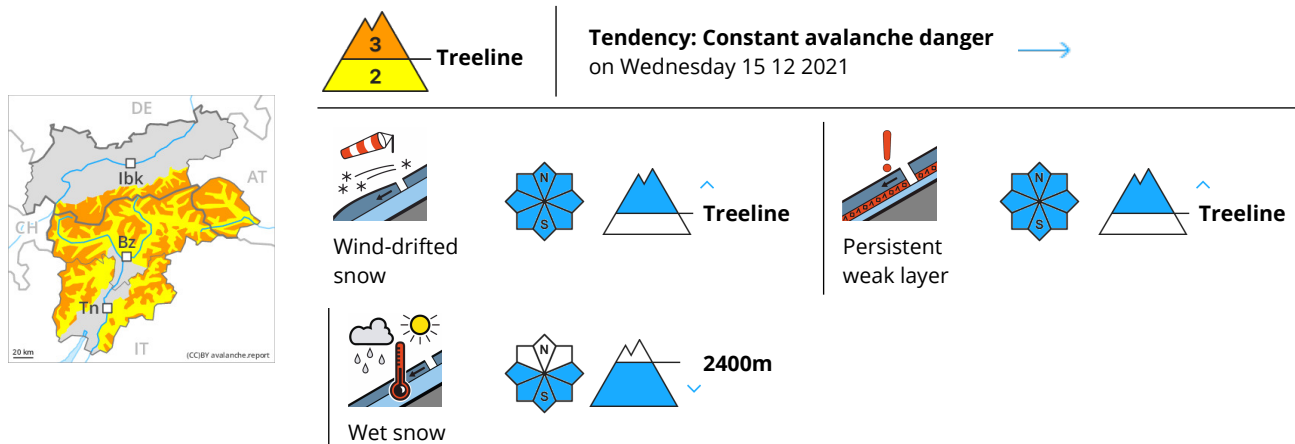 3
2
Treeline
Tendency: Constant avalanche danger
on Wednesday 15 12 2021
DE
Ibk
AT
CH
Bz
Tn
IT
20 km
(CC)BY avalanche.report
N
S
Treeline
Wind-drifted
snow
N
S
Treeline
Persistent
weak layer
N
S
2400m
Wet snow